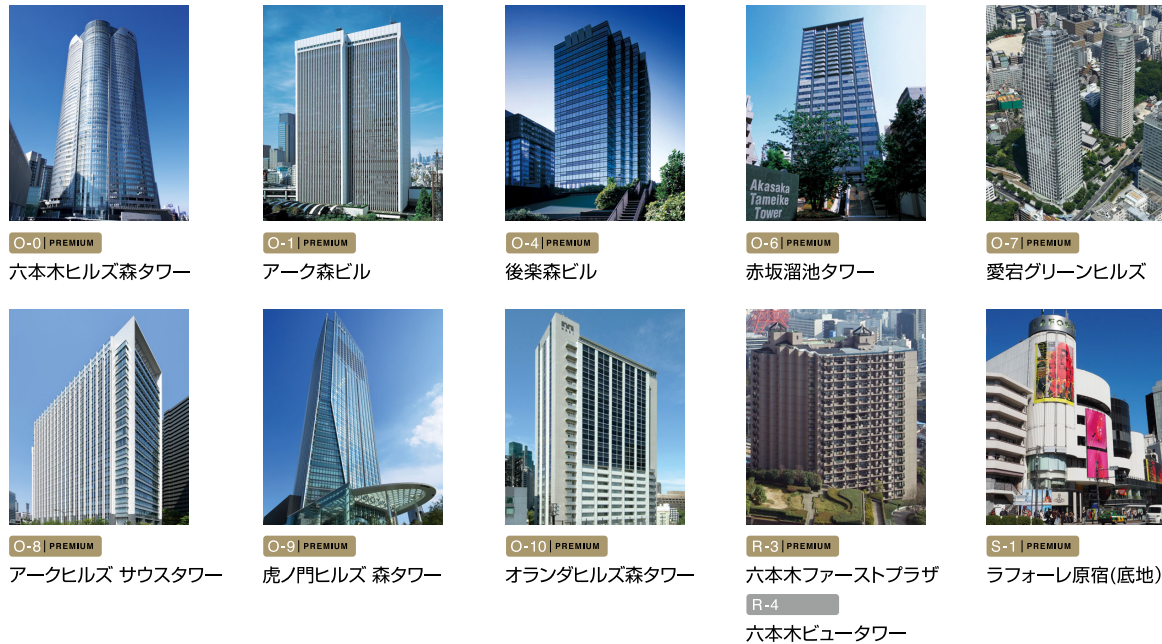 Akasaka
Tameike
Tower
O-0 | PREMIUM
六本木ヒルズ森タワー
O-1 | PREMIUM
アーク森ビル
O-4 | PREMIUM
後楽森ビル
O-6 | PREMIUM
赤坂溜池タワー
O-7 | PREMIUM
愛宕グリーンヒルズ
O-8 | PREMIUM
アークヒルズ サウスタワー
O-9 | PREMIUM
虎ノ門ヒルズ 森タワー
O-10 | PREMIUM
オランダヒルズ森タワー
R-3 | PREMIUM
六本木ファーストプラザ
R-4
六本木ビュータワー
S-1 | PREMIUM
ラフォーレ原宿(底地)